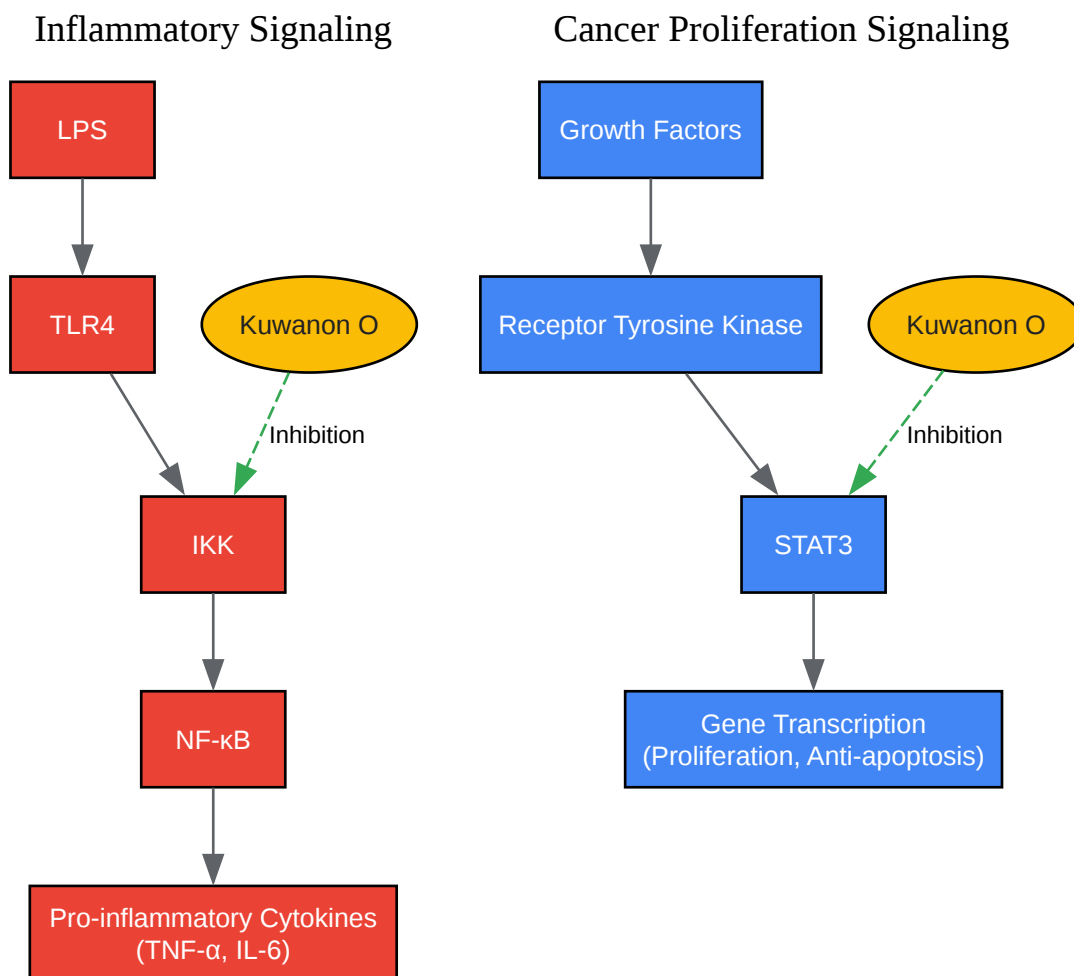 Inflammatory Signaling
LPS
TLR4
Kuwanon O
Inhibition
IKK
NF-κB
Pro-inflammatory Cytokines
(TNF-α, IL-6)
Cancer Proliferation Signaling
Growth Factors
Receptor Tyrosine Kinase
Kuwanon O
Inhibition
STAT3
Gene Transcription
(Proliferation, Anti-apoptosis)